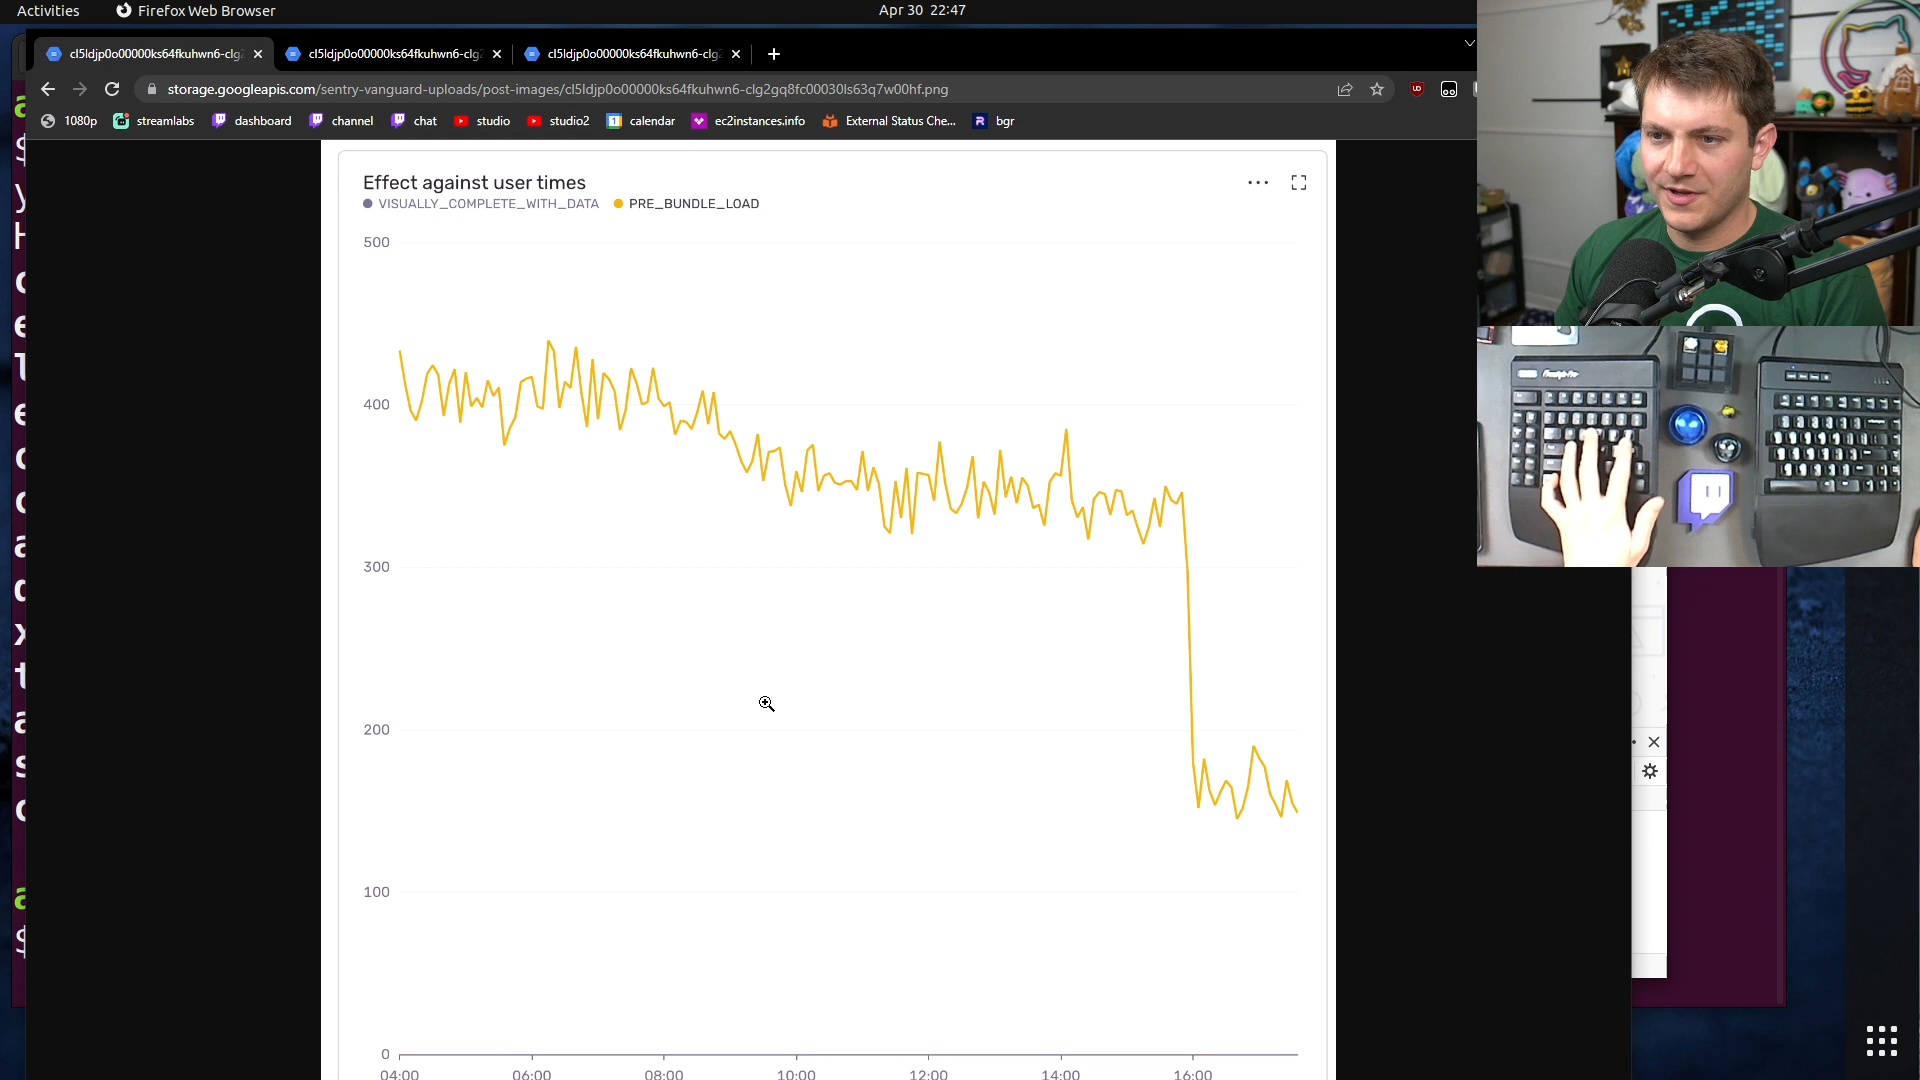 Activities Firefox Web Browser Apr 30 22:47
cl5ldjp0o00000ks64fkuhwn6-clg2 cl5ldjp0o00000ks64fkuhwn6-clg2 cl5ldjp0o00000ks64fkuhwn6-clg2
storage.googleapis.com/sentry-vanguard-uploads/post-images/cl5ldjp0o00000ks64fkuhwn6-clg2gq8fc00030ls63q7w00hf.png
1080p streamlabs dashboard channel chat studio studio2 calendar ec2instances.info External Status Che... bgr
Effect against user times
VISUALLY_COMPLETE_WITH_DATA PRE_BUNDLE_LOAD
500
400
300
200
100
0
04:00 06:00 08:00 10:00 12:00 14:00 16:00